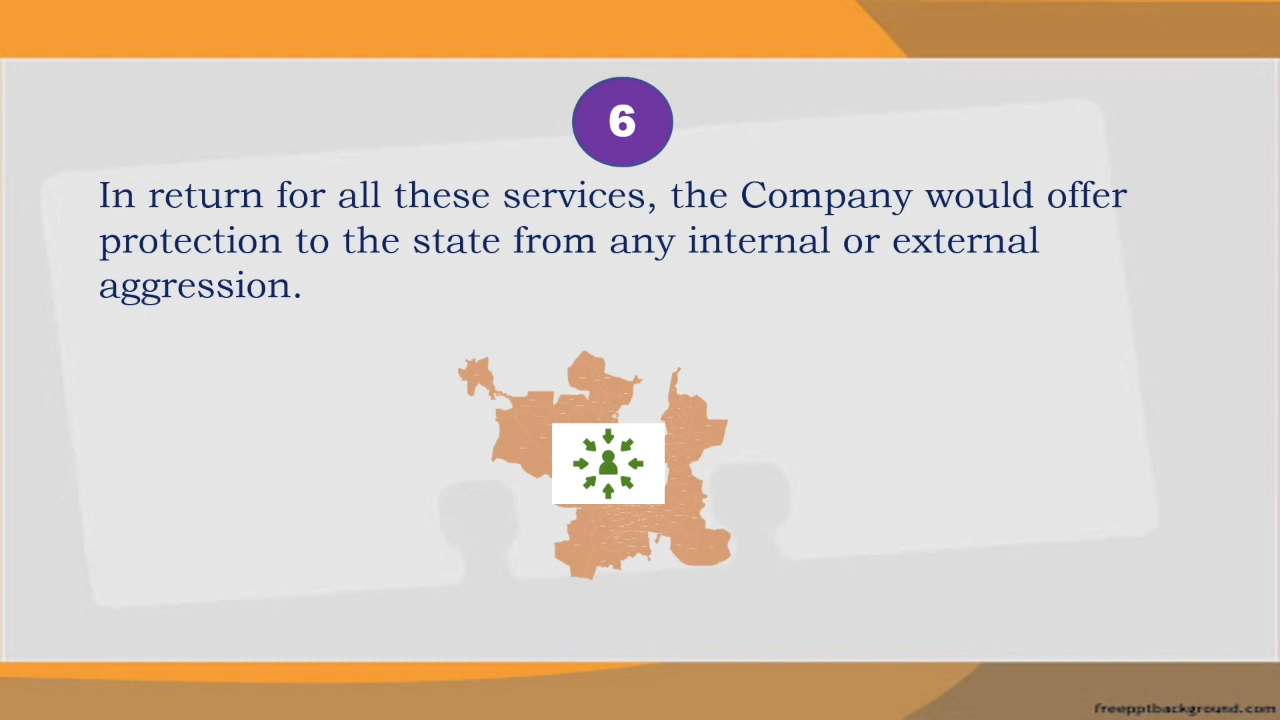 6
In return for all these services, the Company would offer
protection to the state from any internal or external
aggression.
freepptbackground.com